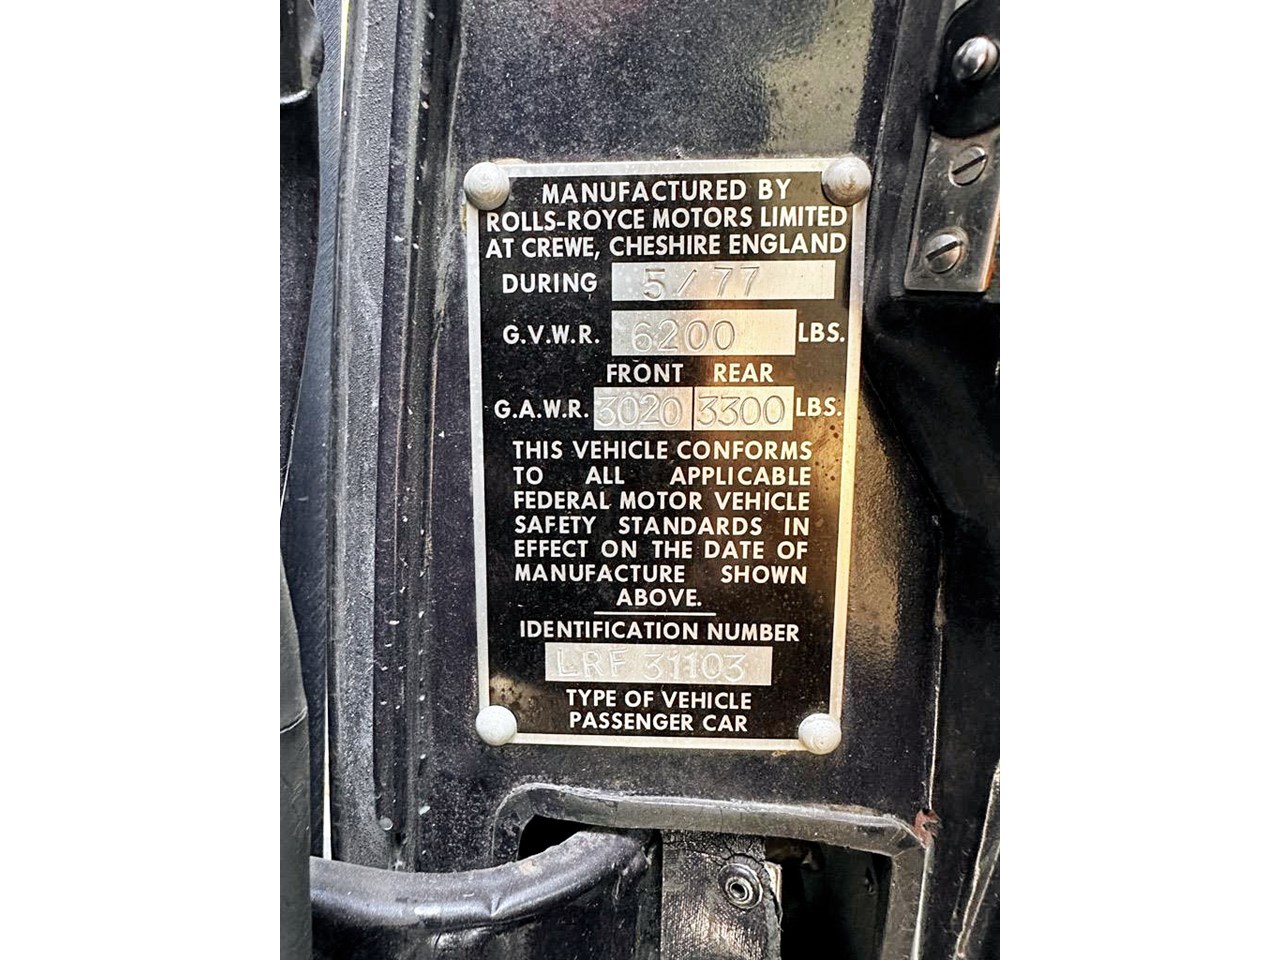 MANUFACTURED BY
ROLLS-ROYCE MOTORS LIMITED
AT CREWE, CHESHIRE ENGLAND
DURING 5/77
G.V.W.R. 6200 LBS.
FRONT REAR
G.A.W.R. 3020 3300 LBS.
THIS VEHICLE CONFORMS
TO ALL APPLICABLE
FEDERAL MOTOR VEHICLE
SAFETY STANDARDS IN
EFFECT ON THE DATE OF
MANUFACTURE SHOWN
ABOVE.
IDENTIFICATION NUMBER
LRF 31103
TYPE OF VEHICLE
PASSENGER CAR